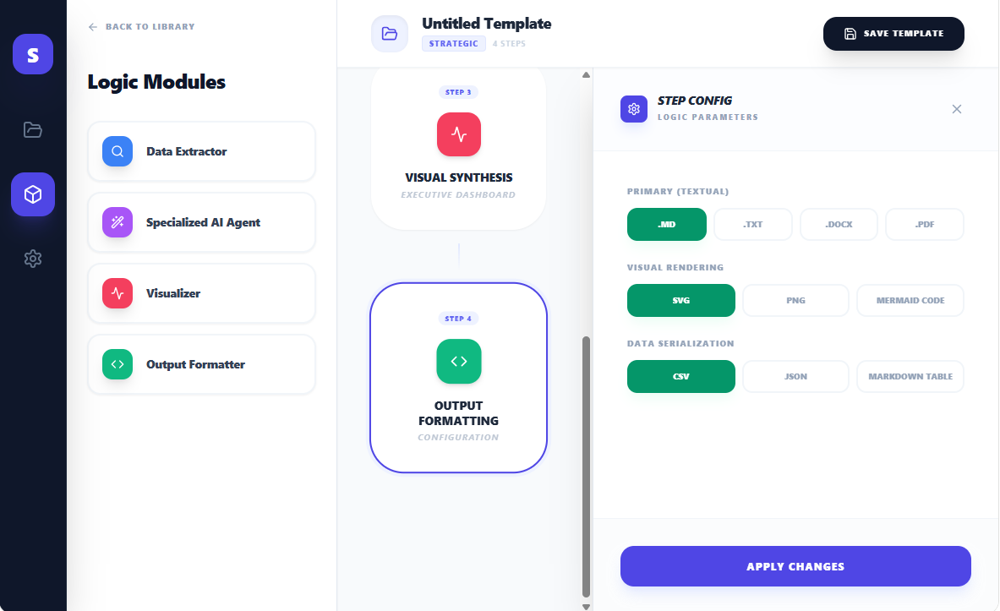 S
BACK TO LIBRARY
Logic Modules
Data Extractor
Specialized AI Agent
Visualizer
Output Formatter
Untitled Template
STRATEGIC 4 STEPS
SAVE TEMPLATE
STEP 3
VISUAL SYNTHESIS
EXECUTIVE DASHBOARD
STEP 4
OUTPUT
FORMATTING
CONFIGURATION
STEP CONFIG
LOGIC PARAMETERS
PRIMARY (TEXTUAL)
.MD .TXT .DOCX .PDF
VISUAL RENDERING
SVG PNG MERMAID CODE
DATA SERIALIZATION
CSV JSON MARKDOWN TABLE
APPLY CHANGES